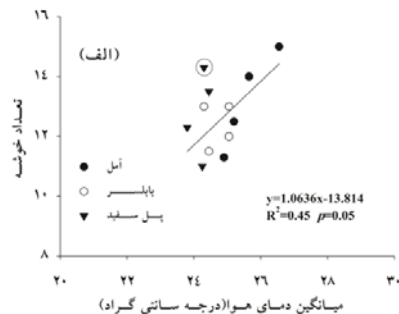 (الف)
تعداد خوشه
۱۶
۱۴
۱۲
۱۰
۸
آمل
بابلسر
پل سفید
y=1.0636x-13.814
R²=0.45 p=0.05
۲۰ ۲۲ ۲۴ ۲۶ ۲۸ ۳۰
میانگین دمای هوا(درجه سانتی گراد)